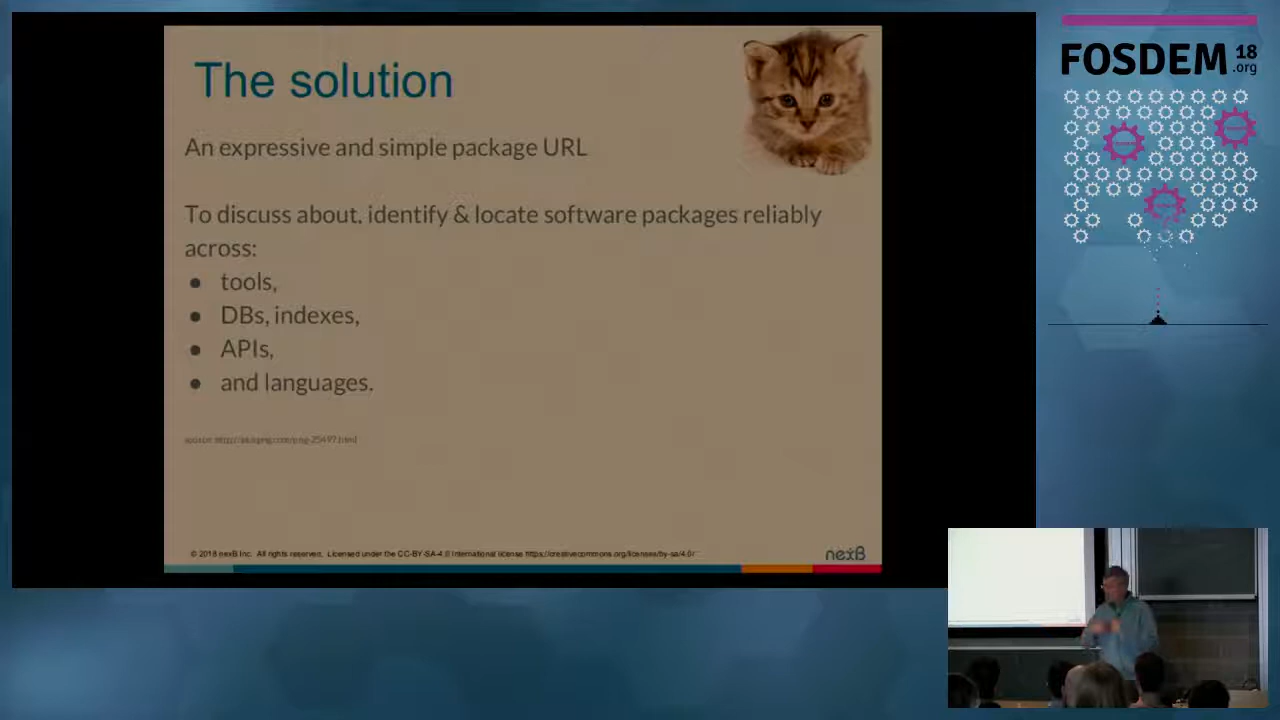 The solution
An expressive and simple package URL
To discuss about, identify & locate software packages reliably
across:
● tools,
● DBs, indexes,
● APIs,
● and languages.
© 2018 nexB Inc. All rights reserved. Licensed under the CC-BY-SA-4.0 International license https://creativecommons.org/licenses/by-sa/4.0/
nexB
FOSDEM 18
.org